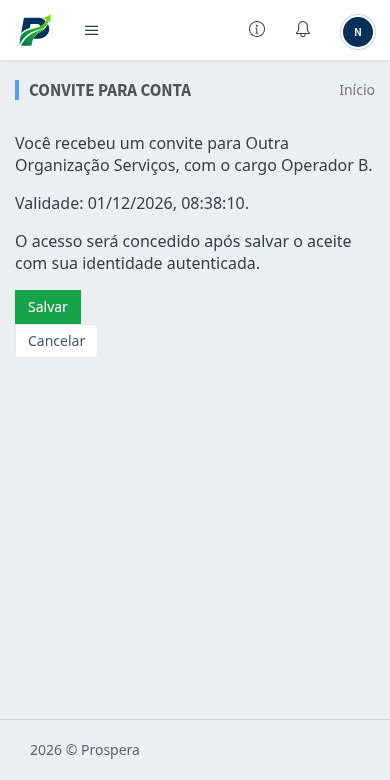 N
CONVITE PARA CONTA
Início
Você recebeu um convite para Outra
Organização Serviços, com o cargo Operador B.
Validade: 01/12/2026, 08:38:10.
O acesso será concedido após salvar o aceite
com sua identidade autenticada.
Salvar
Cancelar
2026 © Prospera